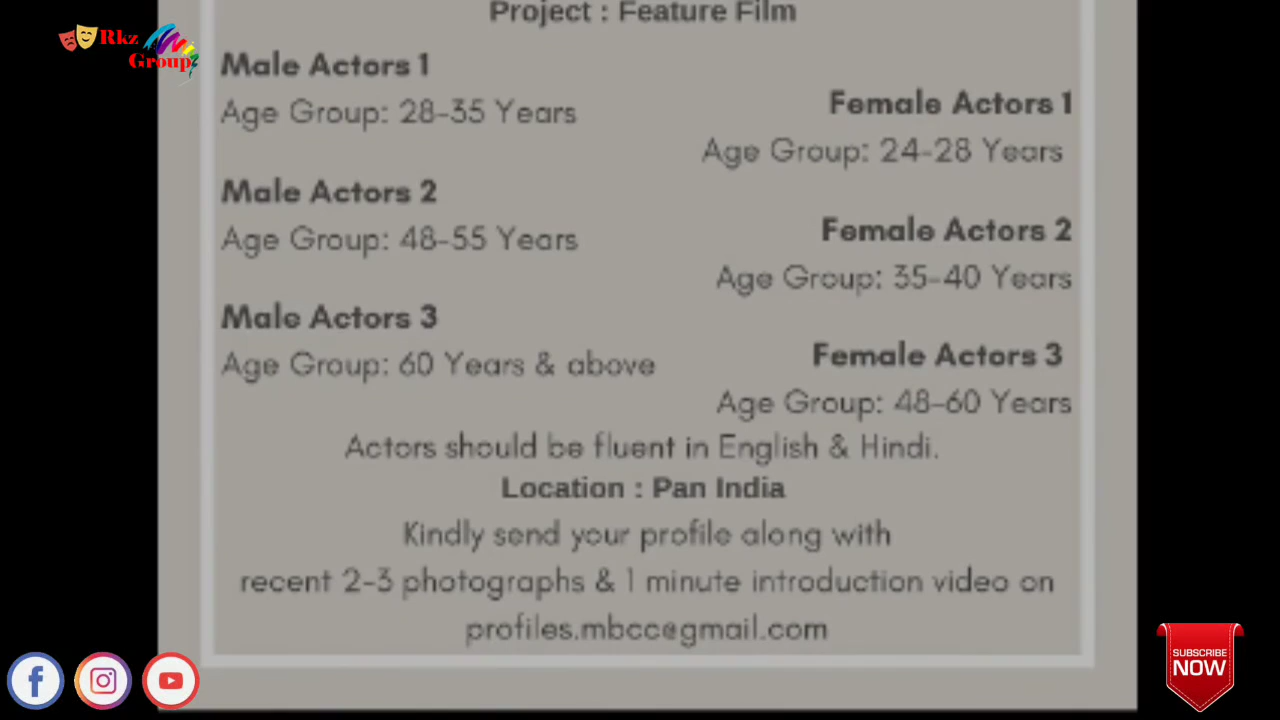 Project : Feature Film
Rkz
Group
Male Actors 1
Age Group: 28-35 Years
Female Actors 1
Age Group: 24-28 Years
Male Actors 2
Age Group: 48-55 Years
Female Actors 2
Age Group: 35-40 Years
Male Actors 3
Age Group: 60 Years & above
Female Actors 3
Age Group: 48-60 Years
Actors should be fluent in English & Hindi.
Location : Pan India
Kindly send your profile along with
recent 2-3 photographs & 1 minute introduction video on
profiles.mbcc@gmail.com
SUBSCRIBE
NOW